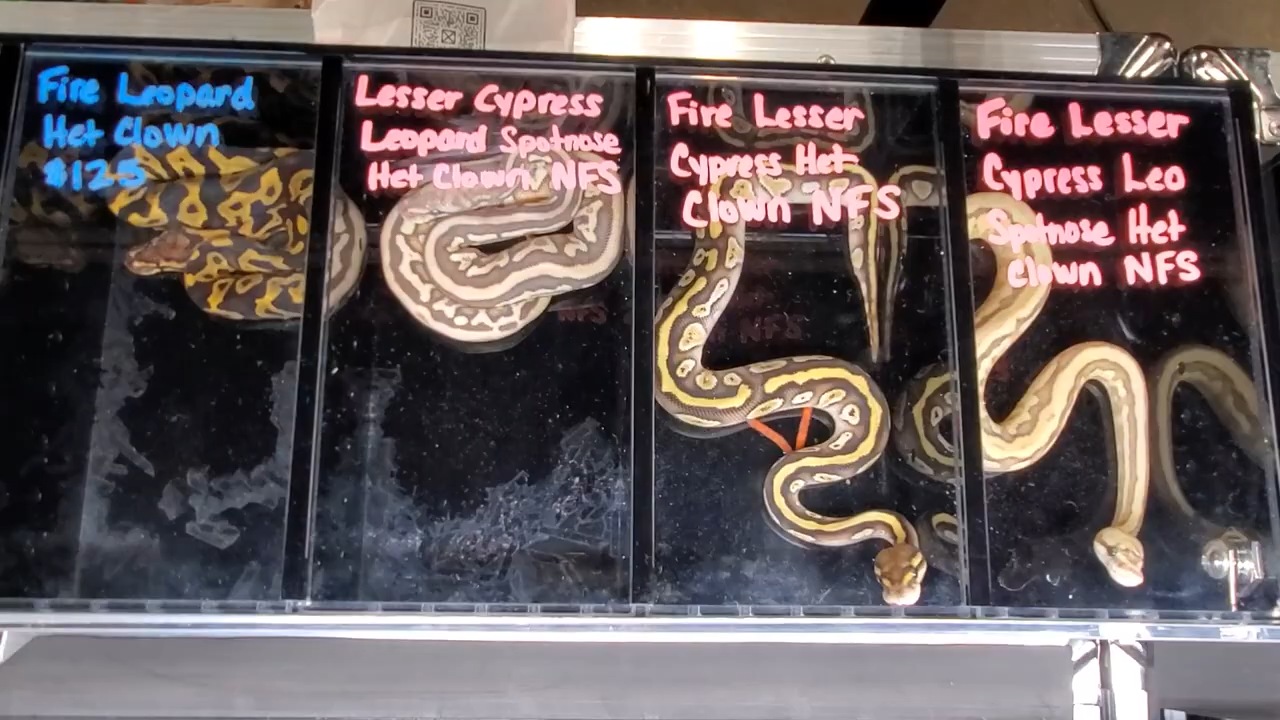 Fire Leopard
Het Clown
$125
Lesser Cypress
Leopard Spotnose
Het Clown NFS
Fire Lesser
Cypress Het
Clown NFS
Fire Lesser
Cypress Leo
Spotnose Het
Clown NFS